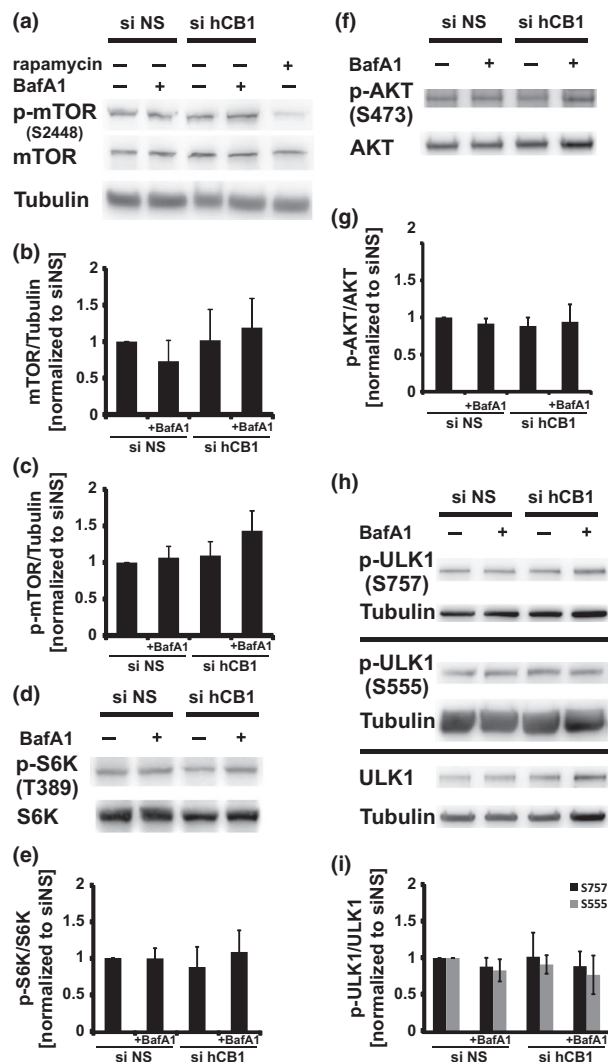 (a)
si NS si hCB1
rapamycin +
BafA1 – + – +
p-mTOR
(S2448)
mTOR
Tubulin
(b)
mTOR/Tubulin
[normalized to siNS]
2
1.5
1
0.5
0
+BafA1 +BafA1
si NS si hCB1
(c)
p-mTOR/Tubulin
[normalized to siNS]
2
1.5
1
0.5
0
+BafA1 +BafA1
si NS si hCB1
(d)
si NS si hCB1
BafA1 – + – +
p-S6K
(T389)
S6K
(e)
p-S6K/S6K
[normalized to siNS]
2
1.5
1
0.5
0
+BafA1 +BafA1
si NS si hCB1
(f)
si NS si hCB1
BafA1 – + – +
p-AKT
(S473)
AKT
(g)
p-AKT/AKT
[normalized to siNS]
2
1.5
1
0.5
0
+BafA1 +BafA1
si NS si hCB1
(h)
si NS si hCB1
BafA1 – + – +
p-ULK1
(S757)
Tubulin
p-ULK1
(S555)
Tubulin
ULK1
Tubulin
(i)
p-ULK1/ULK1
[normalized to siNS]
2
1.5
1
0.5
0
S757
S555
+BafA1 +BafA1
si NS si hCB1